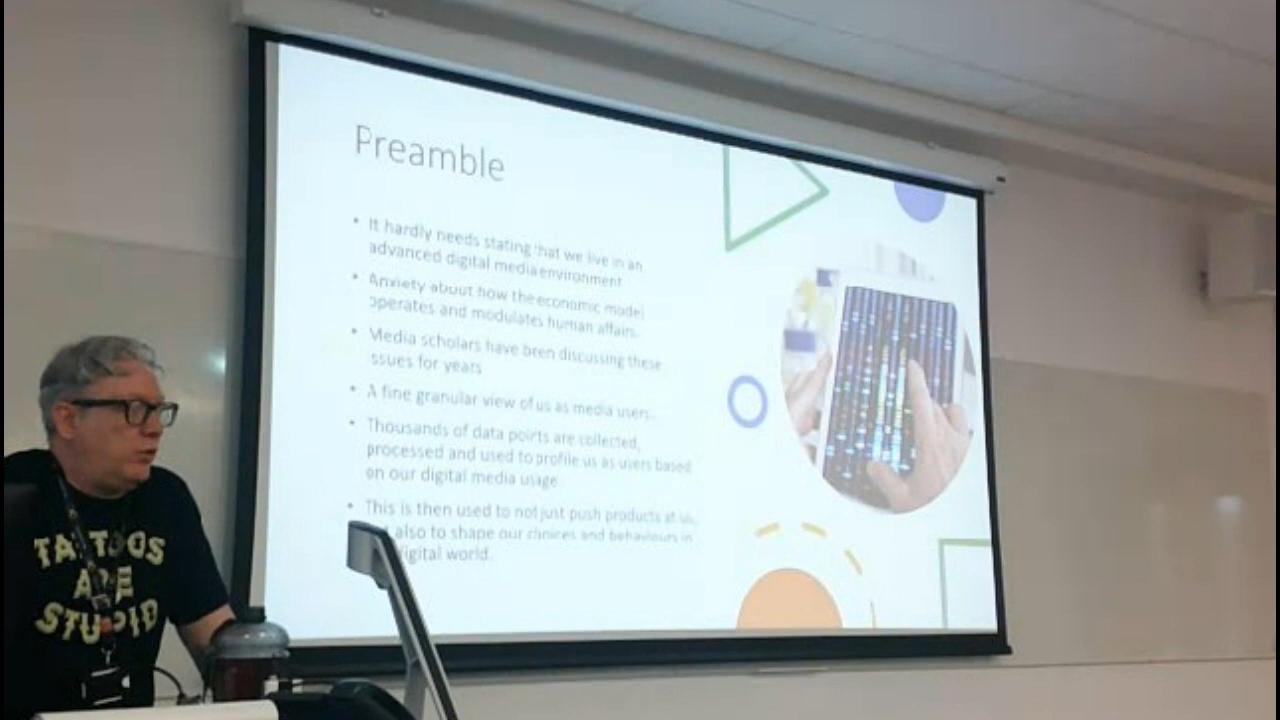 Preamble
• It hardly needs stating that we live in an
advanced digital media environment
• Anxiety about how the economic model
operates and modulates human affairs.
• Media scholars have been discussing these
issues for years
• A fine granular view of us as media users.
• Thousands of data points are collected,
processed and used to profile us as users based
on our digital media usage
• This is then used to not just push products at us,
also to shape our choices and behaviours in
digital world.
TATTOOS
ARE
STUPID